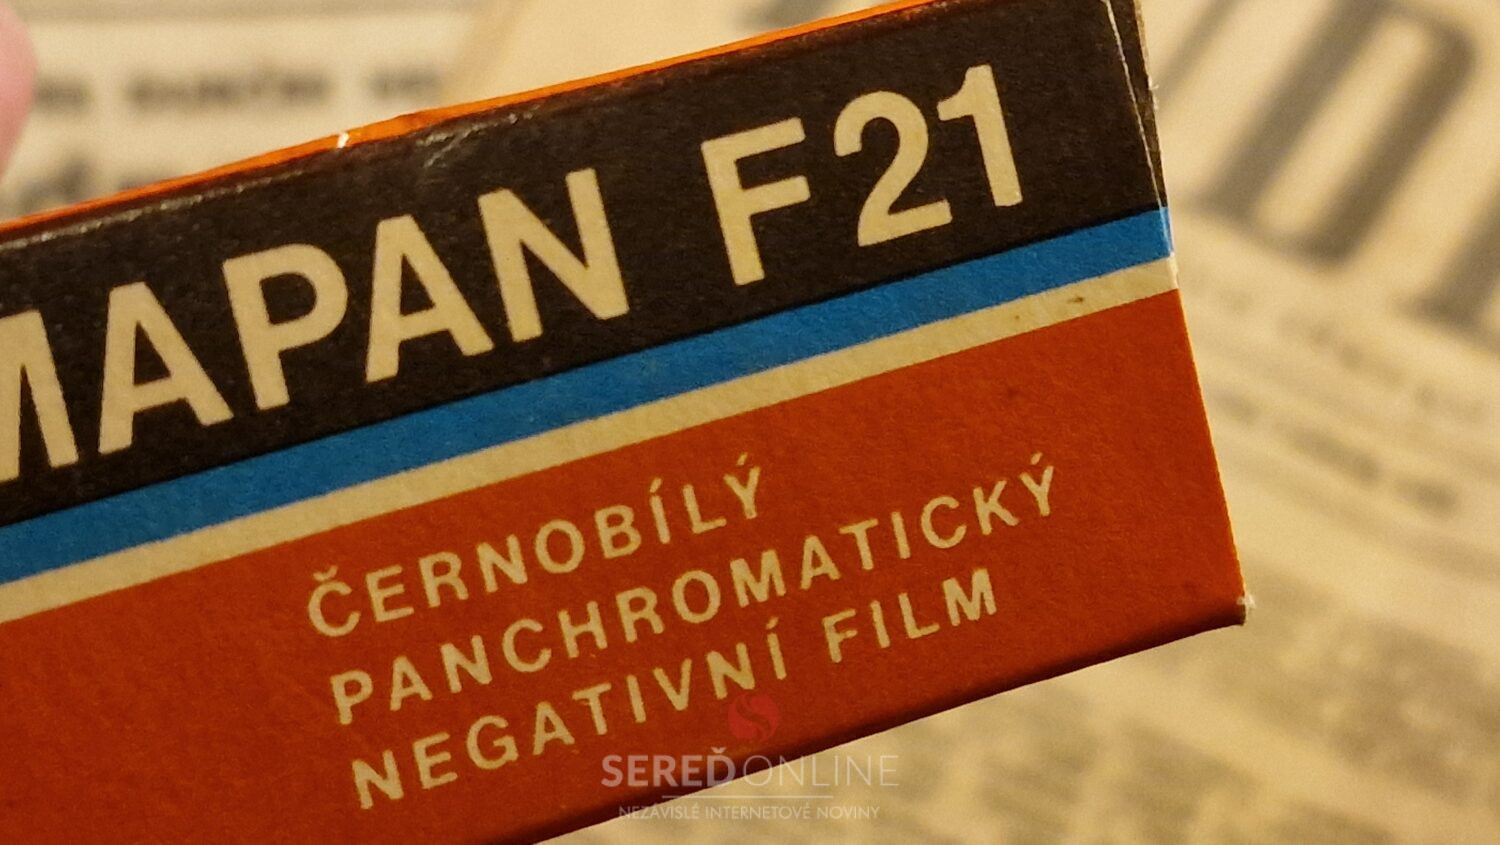 MAPAN F21
ČERNOBÍLÝ
PANCHROMATICKÝ
NEGATIVNÍ FILM
SEREĎONLINE
NEZÁVISLÉ INTERNETOVÉ NOVINY